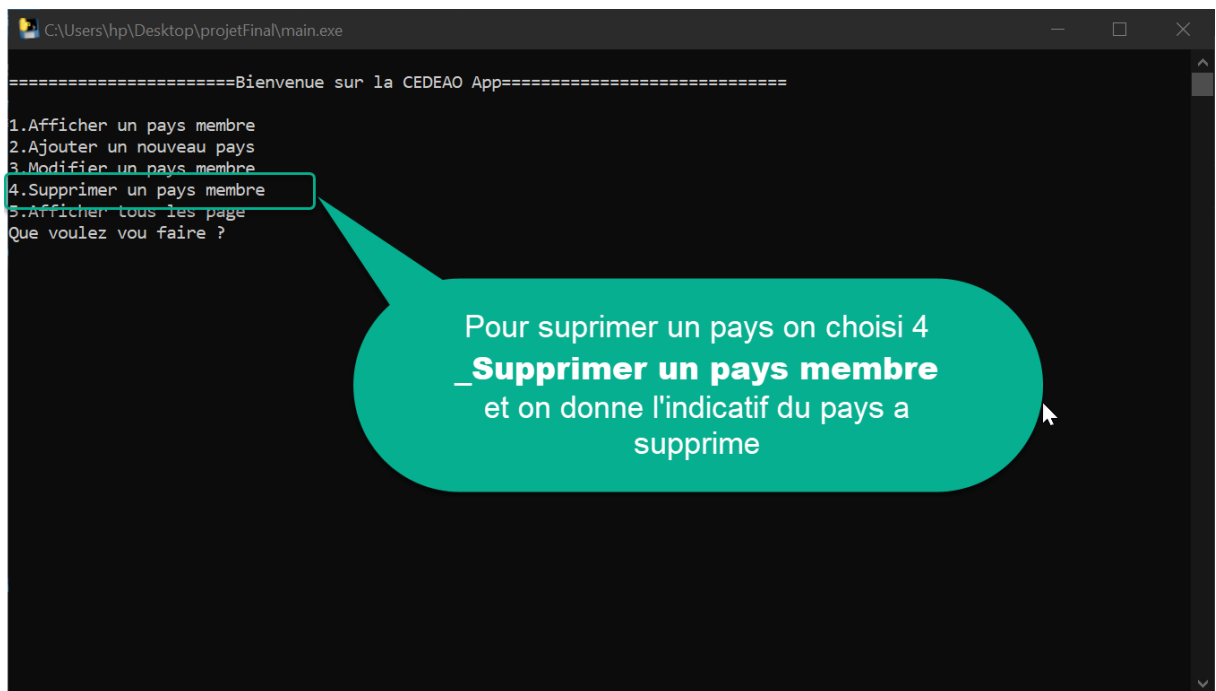 C:\Users\hp\Desktop\projetFinal\main.exe
=======================Bienvenue sur la CEDEAO App=============================
1.Afficher un pays membre
2.Ajouter un nouveau pays
3.Modifier un pays membre
4.Supprimer un pays membre
5.Afficher tous les page
Que voulez vou faire ?
Pour suprimer un pays on choisi 4
_Supprimer un pays membre
et on donne l'indicatif du pays a
supprime